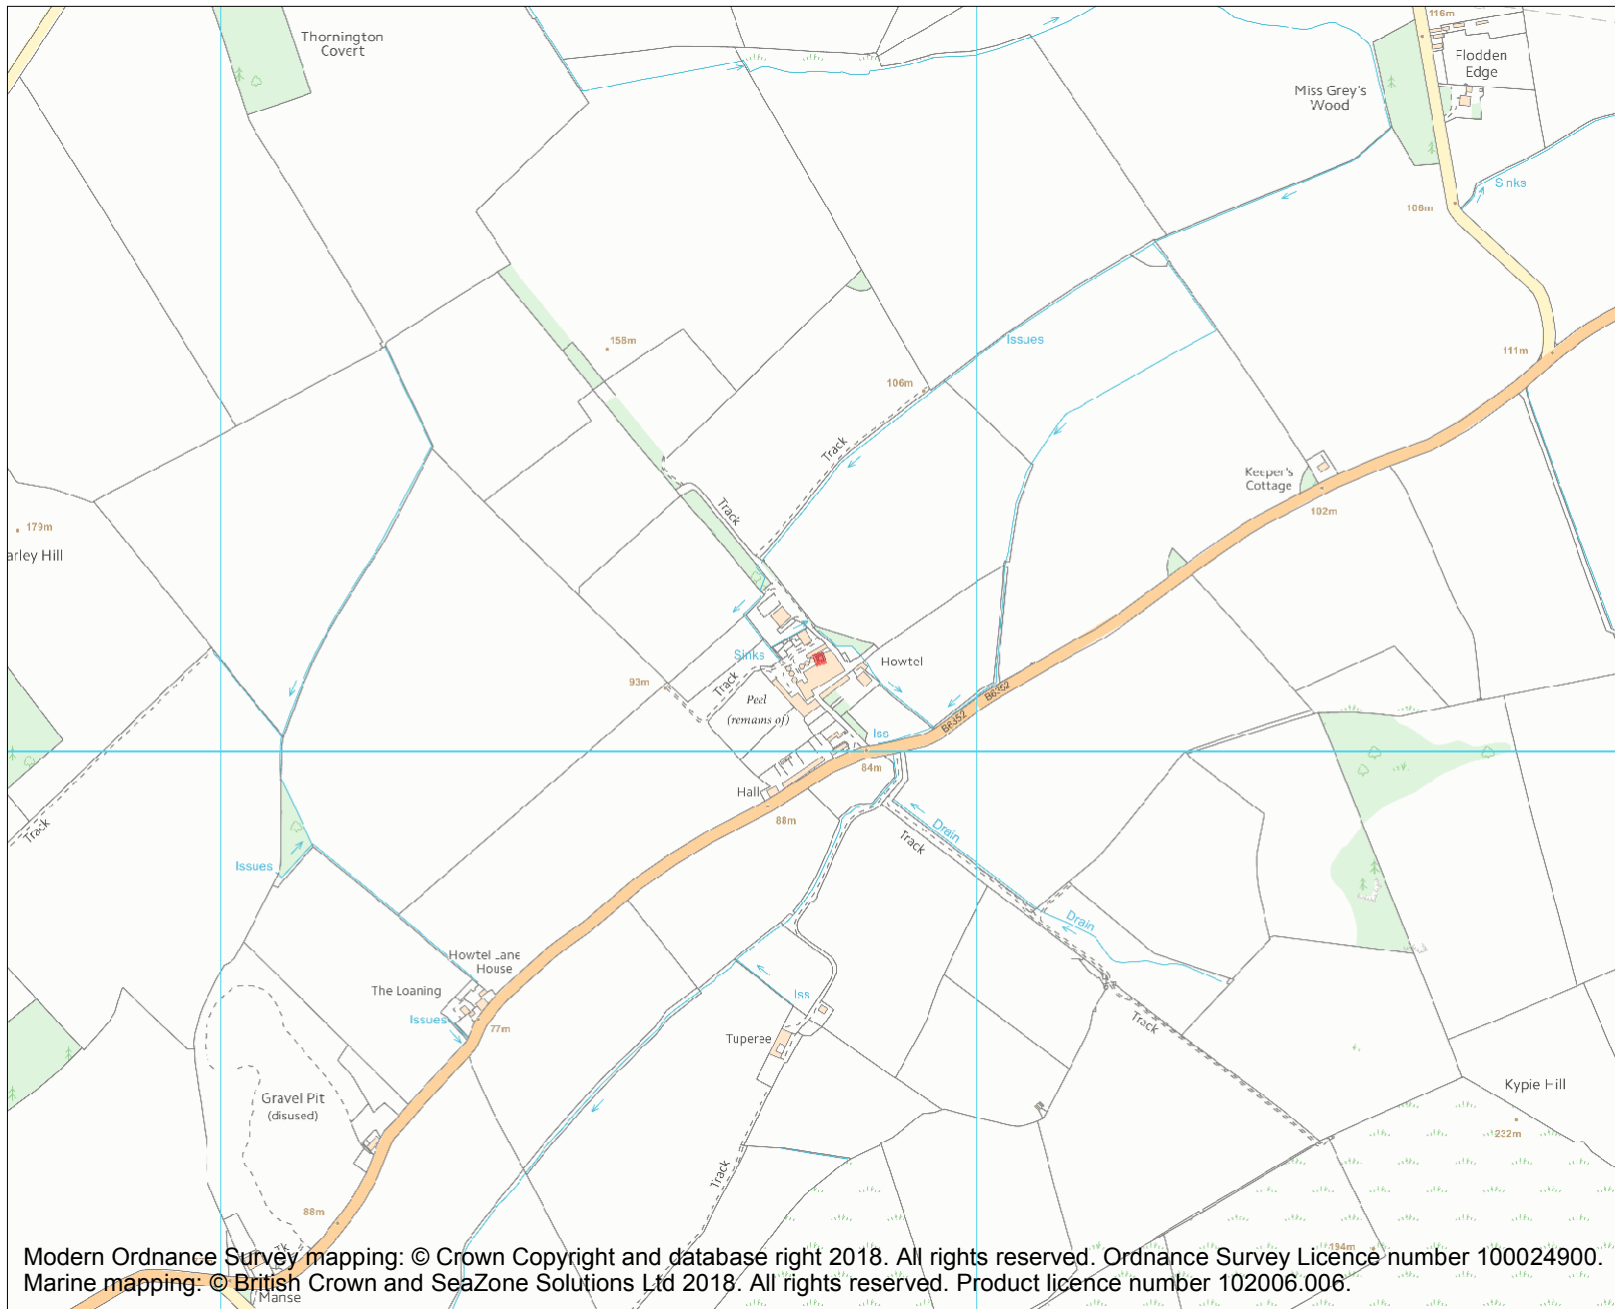 116m
Thornington
Covert
Flodden
Edge
Miss Grey's
Wood
Sinks
106m
158m
Issues
111m
106m
Track
Keeper's
Cottage
102m
Track
179m
arley Hill
Sinks
Howtel
93m
Track
Peel
(remains of)
B6352
B6352
Iss
84m
Hall
88m
Drain
Track
Track
Issues
Drain
Howtel Lane
House
The Loaning
Iss
Issues
77m
Track
Tuperee
Kypie Hill
Gravel Pit
(disused)
232m
Track
88m
194m
Modern Ordnance Survey mapping: © Crown Copyright and database right 2018. All rights reserved. Ordnance Survey Licence number 100024900.
Marine mapping: © British Crown and SeaZone Solutions Ltd 2018. All rights reserved. Product licence number 102006.006.
Manse